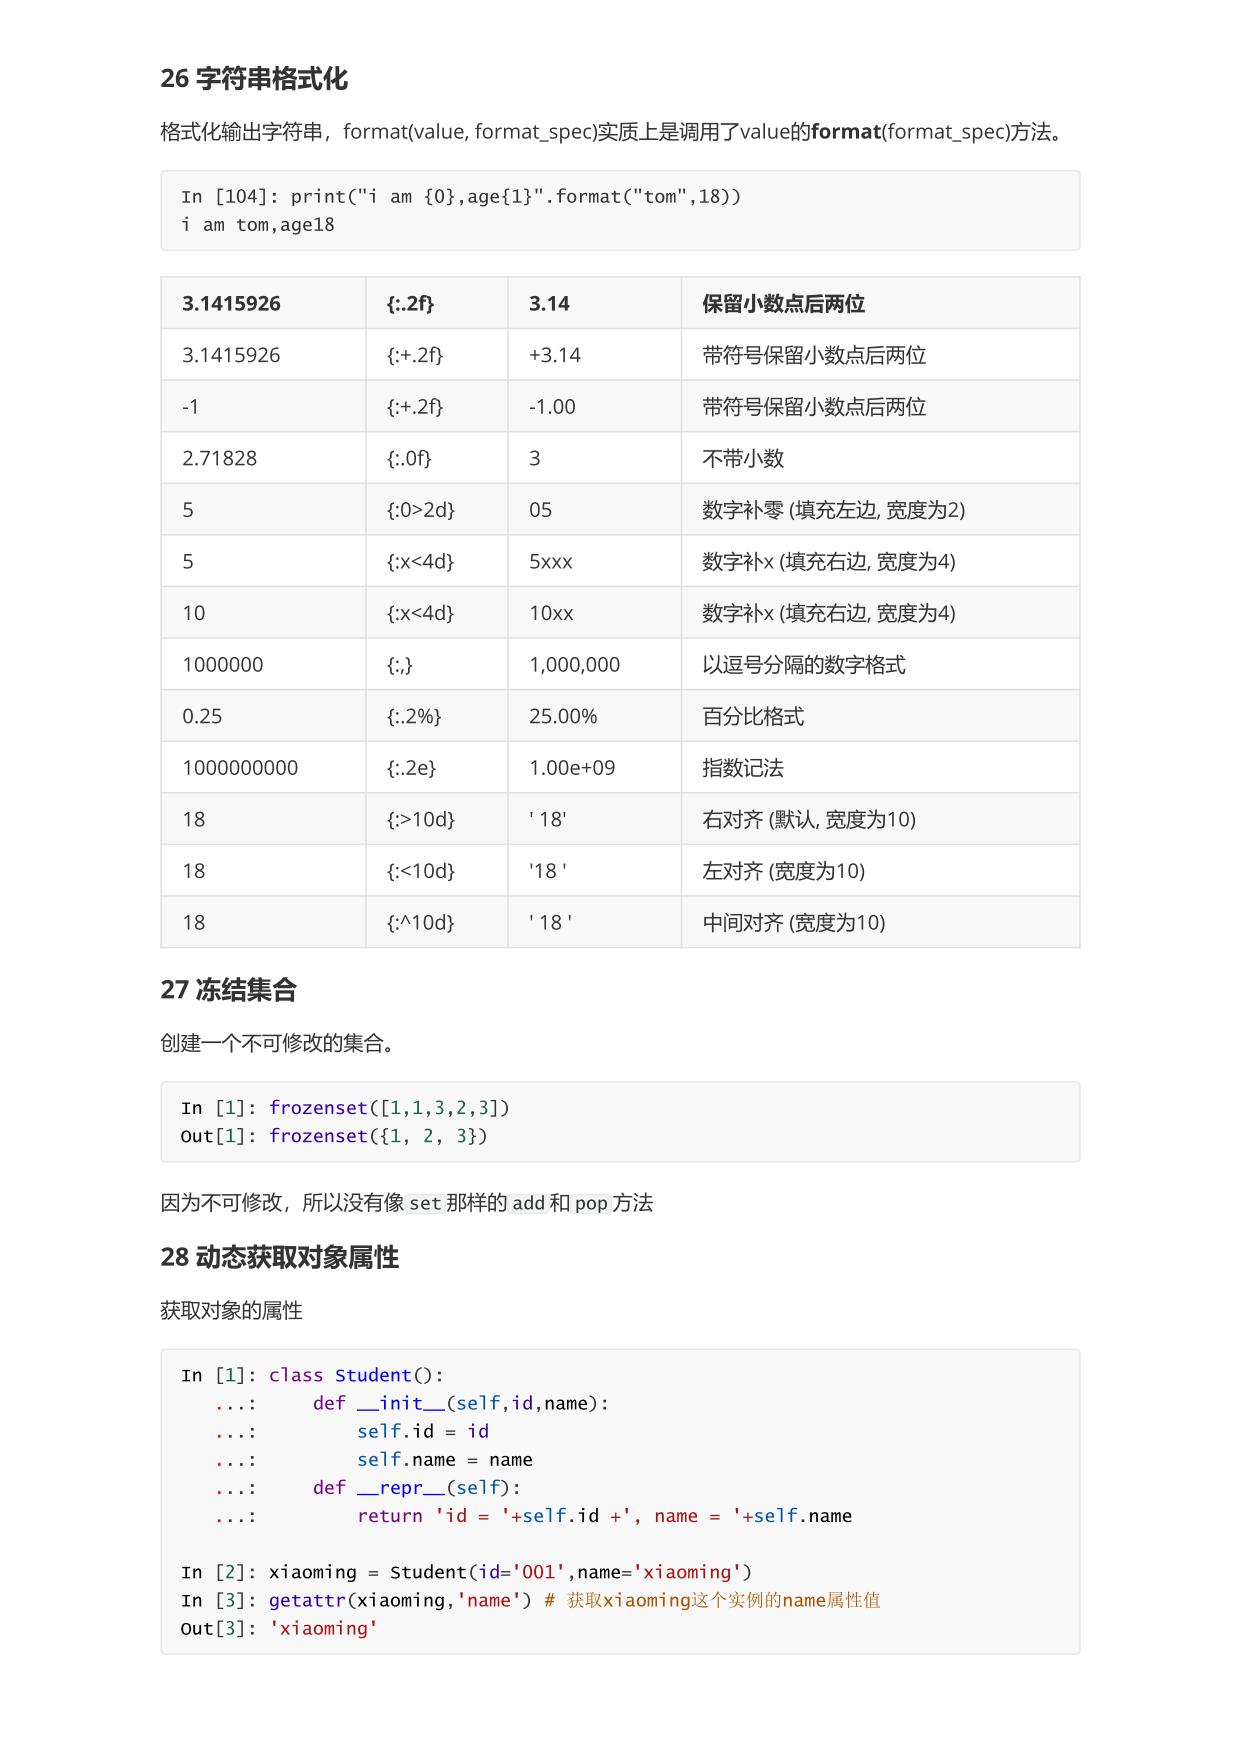 26 字符串格式化
格式化输出字符串，format(value, format_spec)实质上是调用了value的format(format_spec)方法。
In [104]: print("i am {0},age{1}".format("tom",18))
i am tom,age18
3.1415926 {:.2f} 3.14 保留小数点后两位
3.1415926 {:+.2f} +3.14 带符号保留小数点后两位
-1 {:+.2f} -1.00 带符号保留小数点后两位
2.71828 {:.0f} 3 不带小数
5 {:0>2d} 05 数字补零 (填充左边, 宽度为2)
5 {:x<4d} 5xxx 数字补x (填充右边, 宽度为4)
10 {:x<4d} 10xx 数字补x (填充右边, 宽度为4)
1000000 {:,} 1,000,000 以逗号分隔的数字格式
0.25 {:.2%} 25.00% 百分比格式
1000000000 {:.2e} 1.00e+09 指数记法
18 {:>10d} ' 18' 右对齐 (默认, 宽度为10)
18 {:<10d} '18 ' 左对齐 (宽度为10)
18 {:^10d} ' 18 ' 中间对齐 (宽度为10)
27 冻结集合
创建一个不可修改的集合。
In [1]: frozenset([1,1,3,2,3])
Out[1]: frozenset({1, 2, 3})
因为不可修改，所以没有像 set 那样的 add 和 pop 方法
28 动态获取对象属性
获取对象的属性
In [1]: class Student():
   ...:     def __init__(self,id,name):
   ...:         self.id = id
   ...:         self.name = name
   ...:     def __repr__(self):
   ...:         return 'id = '+self.id +', name = '+self.name
In [2]: xiaoming = Student(id='001',name='xiaoming')
In [3]: getattr(xiaoming,'name') # 获取xiaoming这个实例的name属性值
Out[3]: 'xiaoming'